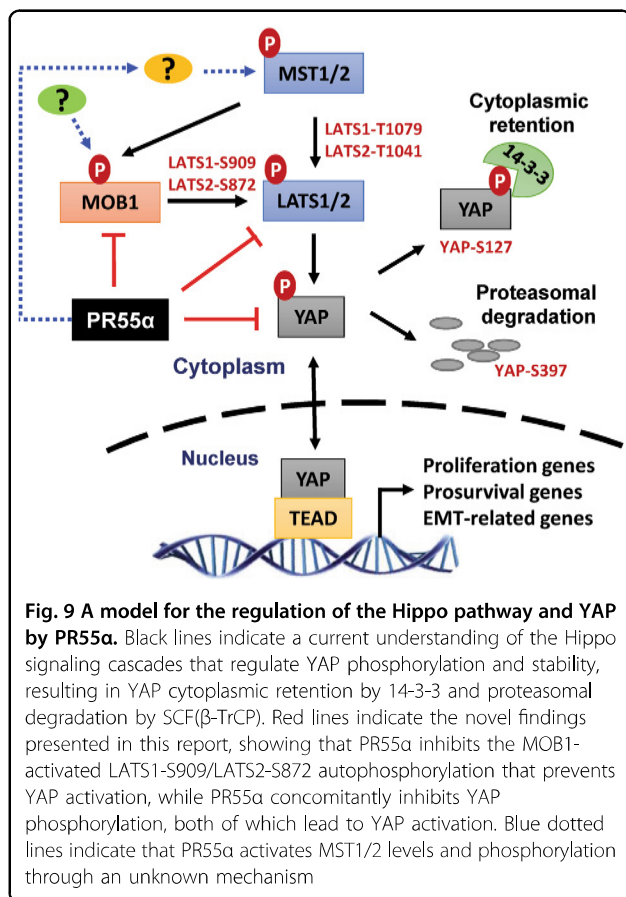 P
?
MST1/2
?
Cytoplasmic
retention
LATS1-T1079
LATS2-T1041
14-3-3
P
LATS1-S909
LATS2-S872
P
P
MOB1
LATS1/2
YAP
YAP-S127
P
PR55α
YAP
Proteasomal
degradation
YAP-S397
Cytoplasm
Nucleus
YAP
TEAD
Proliferation genes
Prosurvival genes
EMT-related genes
Fig. 9 A model for the regulation of the Hippo pathway and YAP
by PR55α. Black lines indicate a current understanding of the Hippo
signaling cascades that regulate YAP phosphorylation and stability,
resulting in YAP cytoplasmic retention by 14-3-3 and proteasomal
degradation by SCF(β-TrCP). Red lines indicate the novel findings
presented in this report, showing that PR55α inhibits the MOB1-
activated LATS1-S909/LATS2-S872 autophosphorylation that prevents
YAP activation, while PR55α concomitantly inhibits YAP
phosphorylation, both of which lead to YAP activation. Blue dotted
lines indicate that PR55α activates MST1/2 levels and phosphorylation
through an unknown mechanism